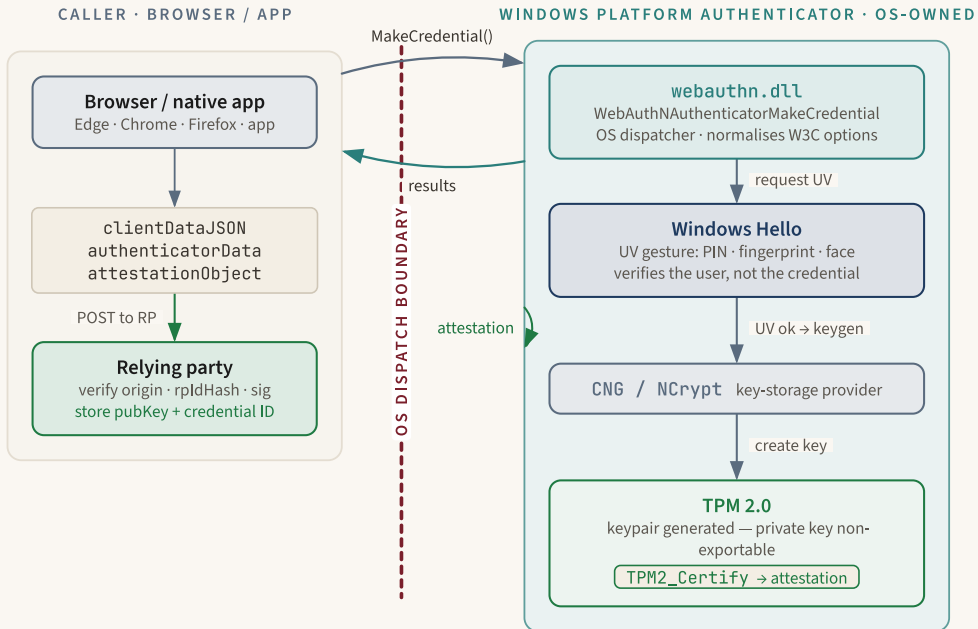 CALLER · BROWSER / APP
WINDOWS PLATFORM AUTHENTICATOR · OS-OWNED
MakeCredential()
Browser / native app
Edge · Chrome · Firefox · app
clientDataJSON
authenticatorData
attestationObject
POST to RP
Relying party
verify origin · rpIdHash · sig
store pubKey + credential ID
results
OS DISPATCH BOUNDARY
attestation
webauthn.dll
WebAuthNAuthenticatorMakeCredential
OS dispatcher · normalises W3C options
request UV
Windows Hello
UV gesture: PIN · fingerprint · face
verifies the user, not the credential
UV ok → keygen
CNG / NCrypt key-storage provider
create key
TPM 2.0
keypair generated — private key non-
exportable
TPM2_Certify → attestation